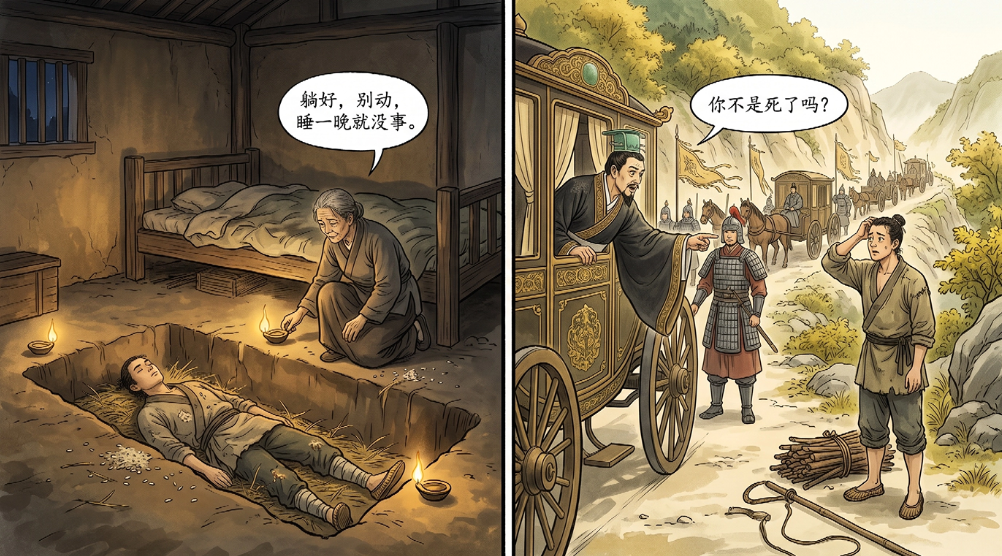 躺好，别动，
睡一晚就没事。
你不是死了吗？